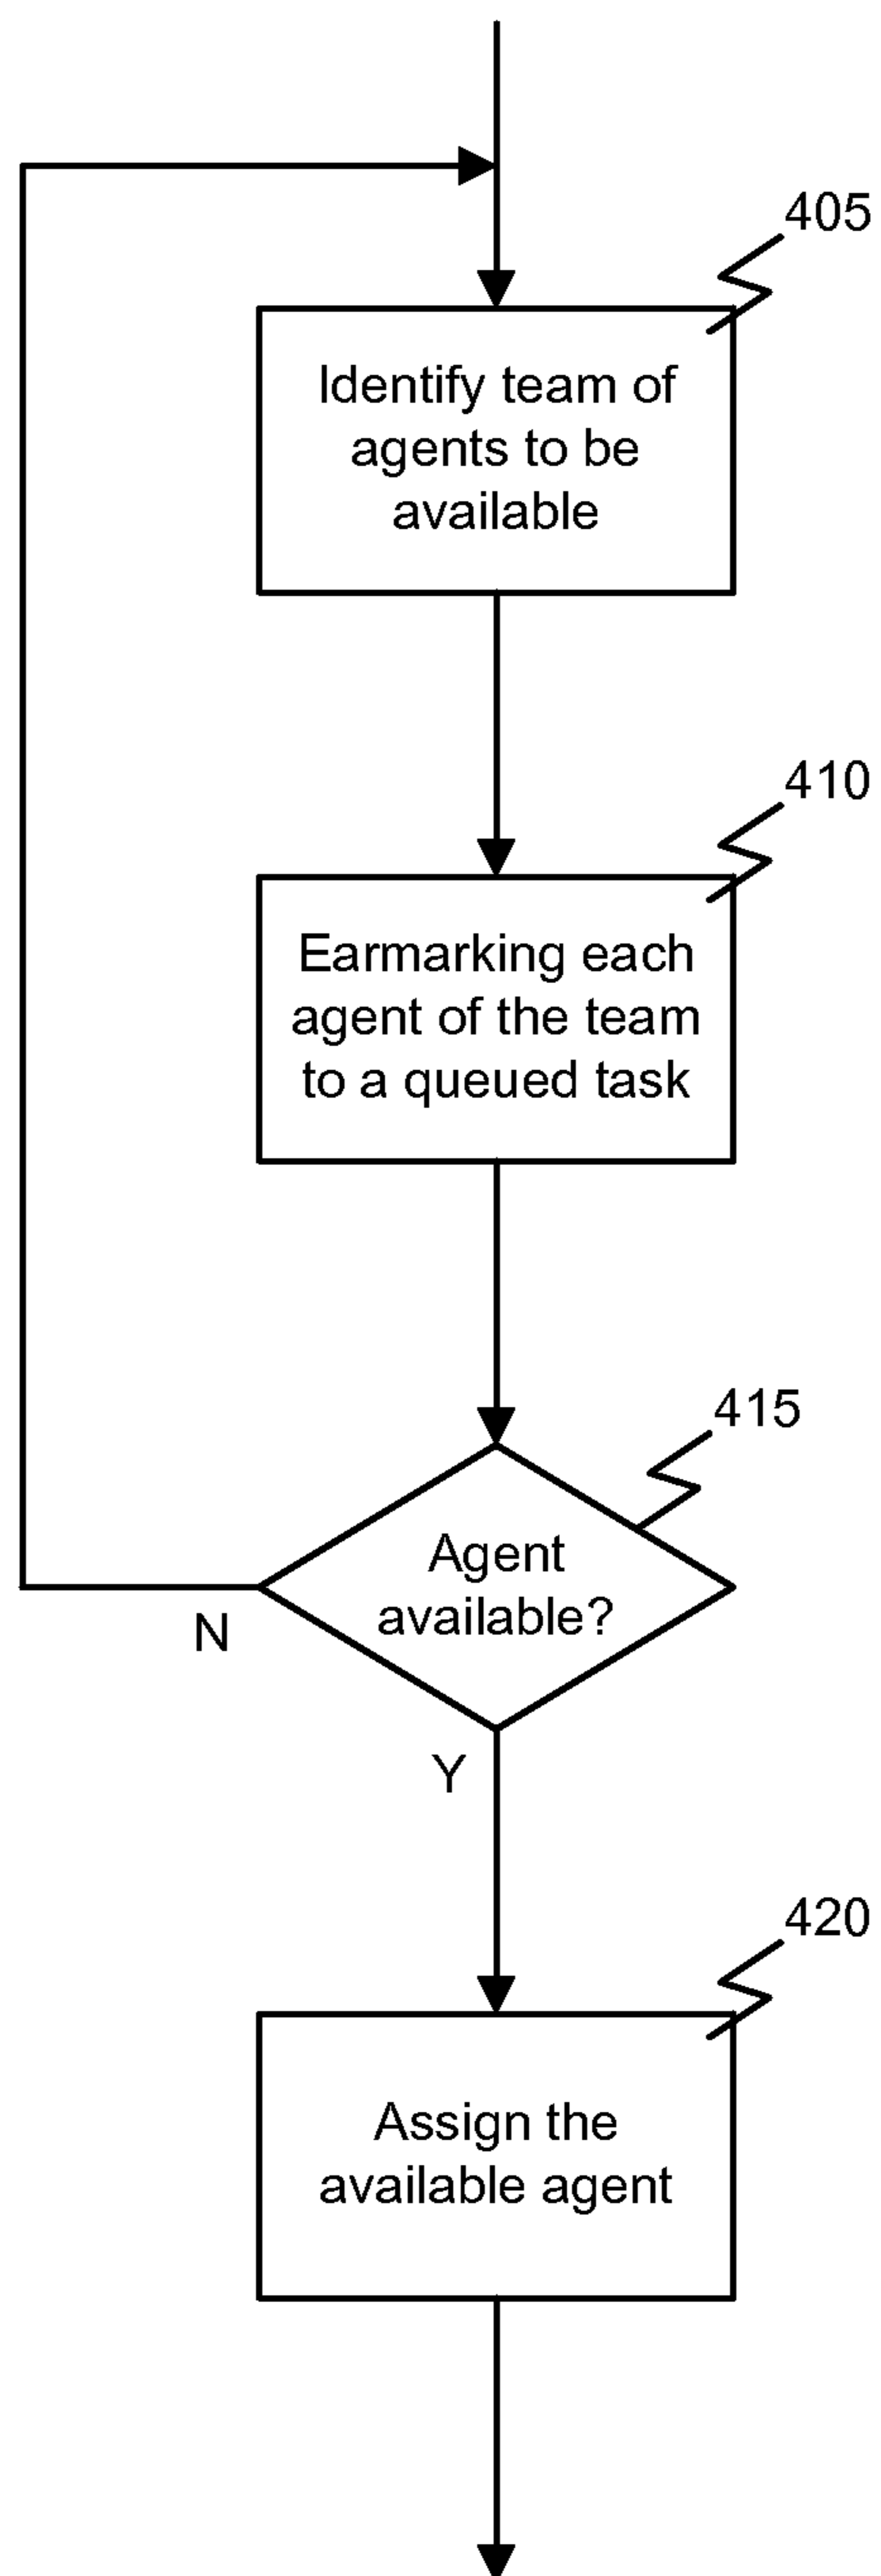 405
Identify team of
agents to be
available
410
Earmarking each
agent of the team
to a queued task
415
Agent
available?
N
Y
420
Assign the
available agent